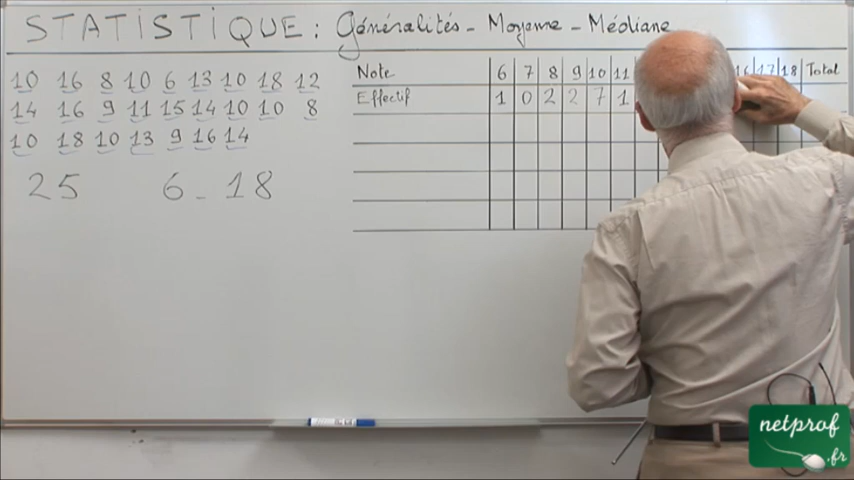 STATISTIQUE : Généralités - Moyenne - Médiane
10 16 8 10 6 13 10 18 12
14 16 9 11 15 14 10 10 8
10 18 10 13 9 16 14
25 6 - 18
Note 6 7 8 9 10 11 16 17 18 Total
Effectif 1 0 2 2 7 1
netprof
.fr